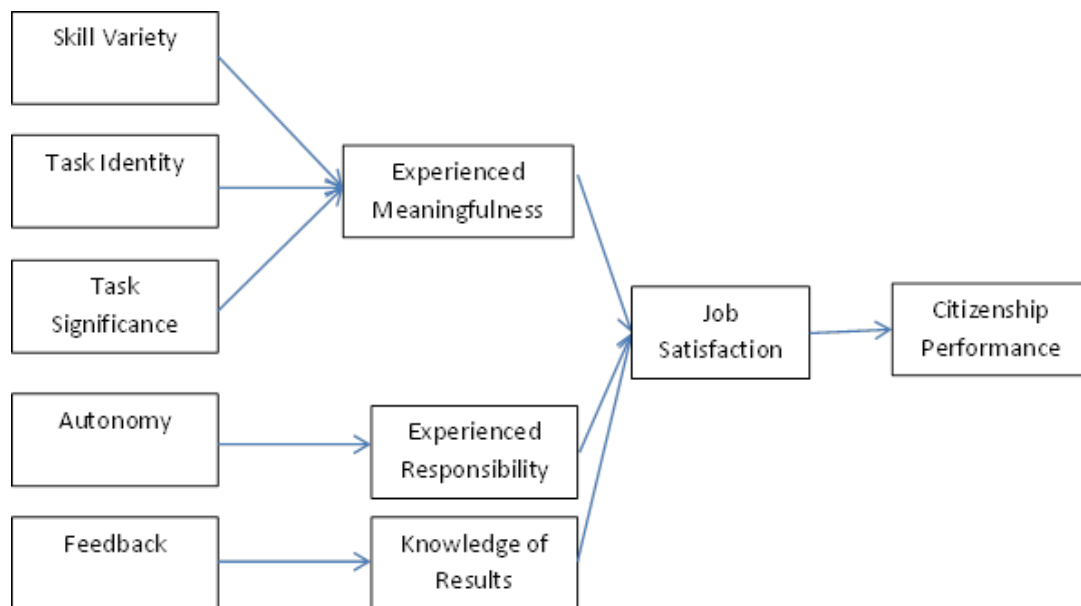 Skill Variety
Task Identity
Task
Significance
Autonomy
Feedback
Experienced
Meaningfulness
Experienced
Responsibility
Knowledge of
Results
Job
Satisfaction
Citizenship
Performance